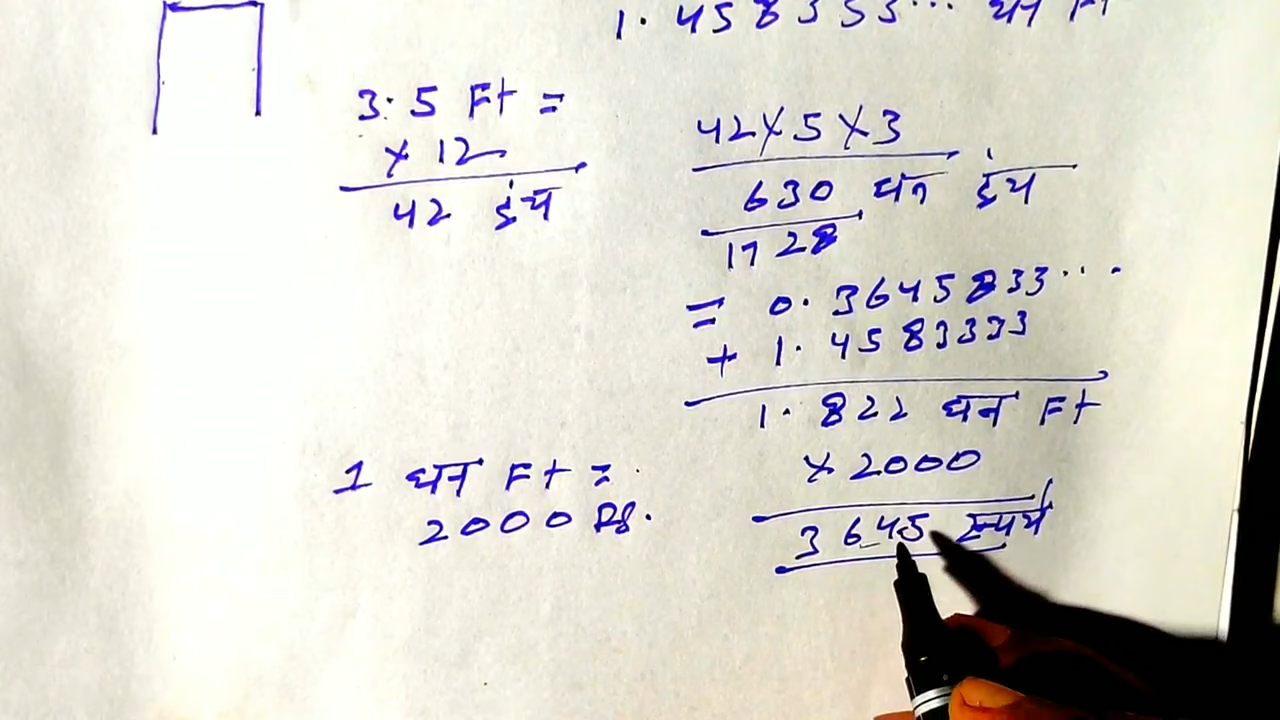 1.458333... घन Ft
3.5 Ft =
× 12
42 इंच
42×5×3
630 घन इंच
1728
= 0.3645833...
+ 1.4583333
1.822 घन Ft
× 2000
3645 रूपये
1 घन Ft =
2000 Rs.